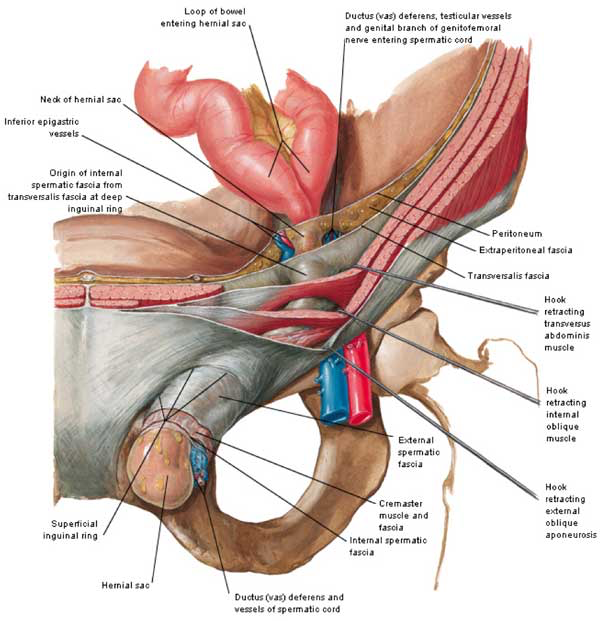 Loop of bowel
entering hernial sac
Ductus (vas) deferens, testicular vessels
and genital branch of genitofemoral
nerve entering spermatic cord
Neck of hernial sac
Inferior epigastric
vessels
Origin of internal
spermatic fascia from
transversalis fascia at deep
inguinal ring
Peritoneum
Extraperitoneal fascia
Transversalis fascia
Hook
retracting
transversus
abdominis
muscle
Hook
retracting
internal
oblique
muscle
External
spermatic
fascia
Hook
retracting
external
oblique
aponeurosis
Cremaster
muscle and
fascia
Superficial
inguinal ring
Internal spermatic
fascia
Hernial sac
Ductus (vas) deferens and
vessels of spermatic cord